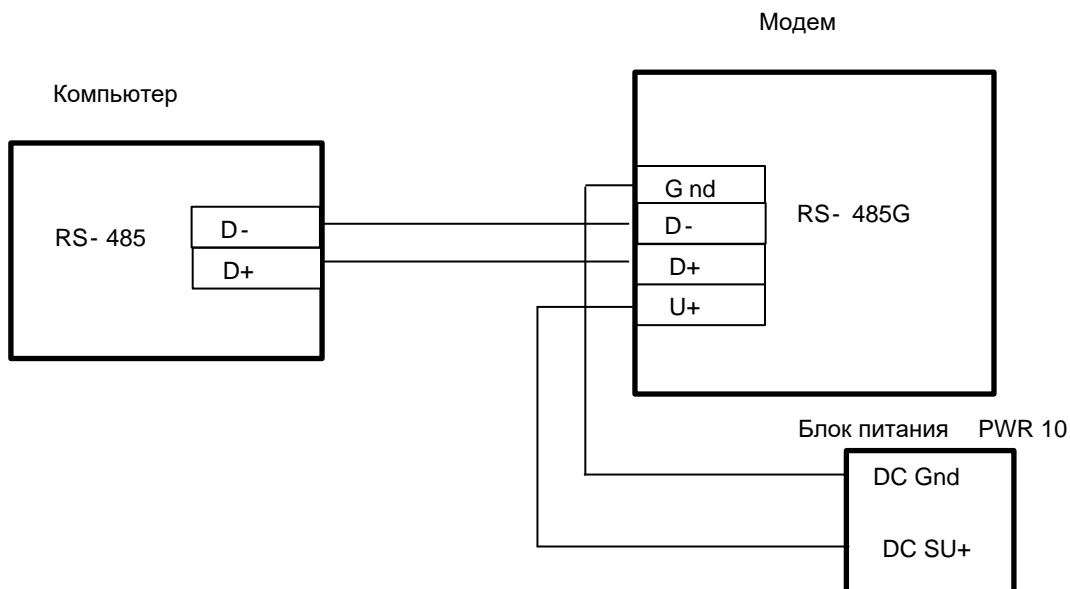 Модем
Компьютер
G nd
RS- 485G
D-
RS- 485
D-
D+
D+
U+
Блок питания PWR 10
DC Gnd
DC SU+